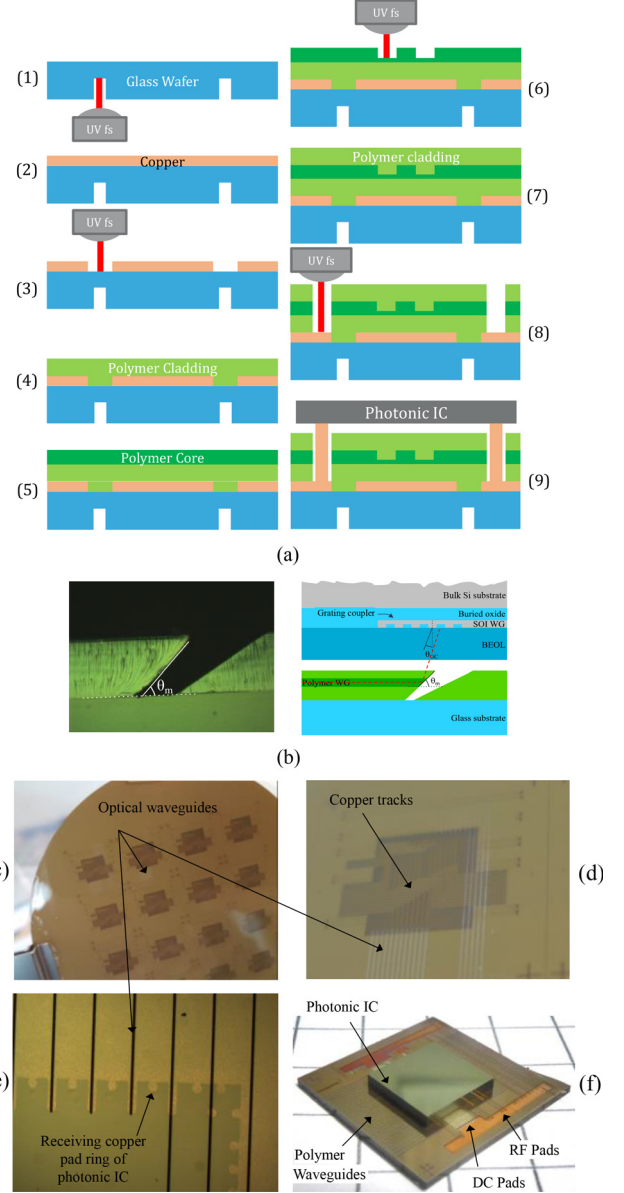 UV fs
(1)
Glass Wafer
UV fs
(2)
Copper
UV fs
(3)
Polymer Cladding
(4)
Polymer Core
(5)
(6)
Polymer cladding
(7)
UV fs
(8)
Photonic IC
(9)
(a)
θm
Bulk Si substrate
Grating coupler
Buried oxide
SOI WG
BEOL
θGC
Polymer WG
θm
Glass substrate
(b)
Optical waveguides
Copper tracks
(d)
Receiving copper
pad ring of
photonic IC
Photonic IC
(f)
Polymer
Waveguides
RF Pads
DC Pads